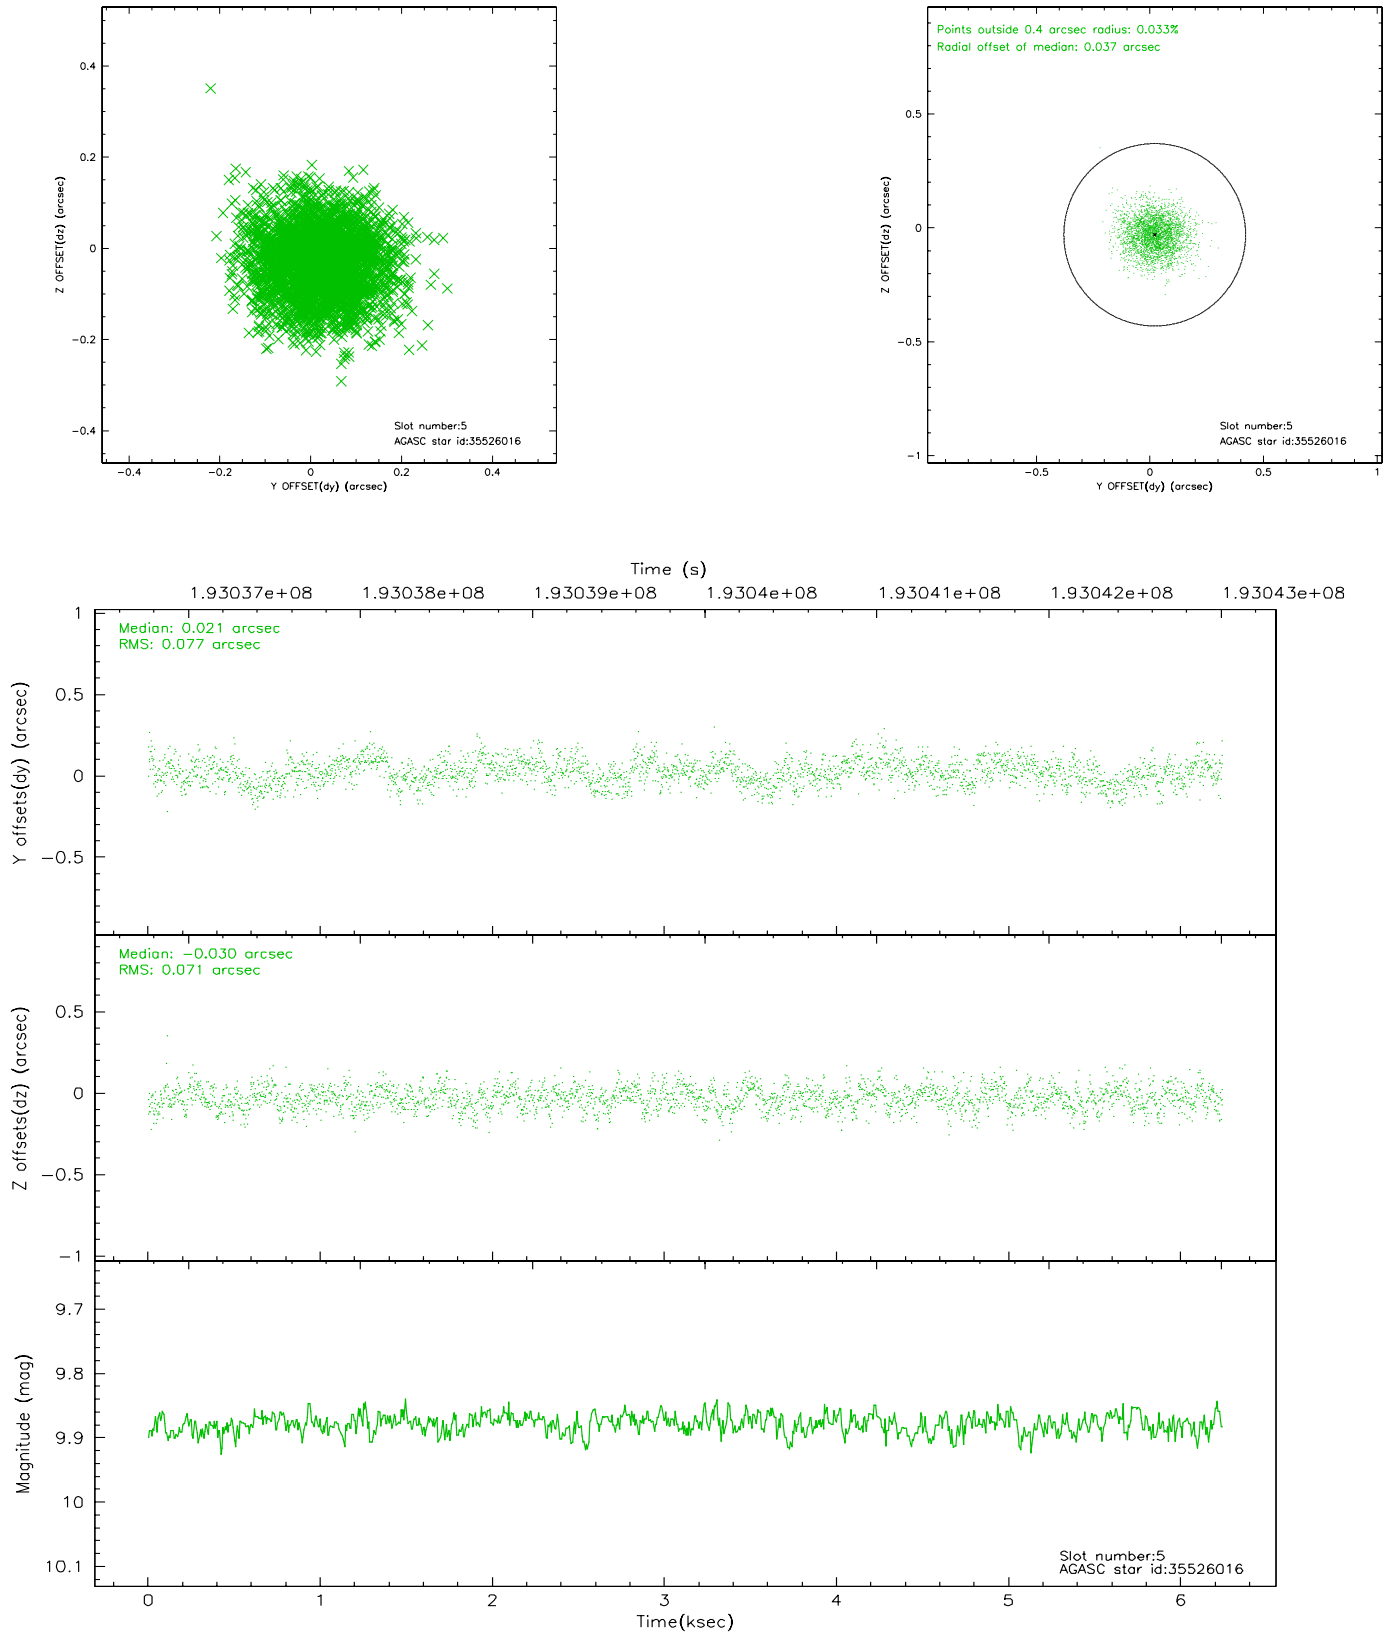 0.4
0.2
0
−0.2
−0.4
Z OFFSET(dz) (arcsec)
Slot number:5
AGASC star id:35526016
−0.4 −0.2 0 0.2 0.4
Y OFFSET(dy) (arcsec)
Points outside 0.4 arcsec radius: 0.033%
Radial offset of median: 0.037 arcsec
0.5
0
−0.5
−1
Z OFFSET(dz) (arcsec)
Slot number:5
AGASC star id:35526016
−0.5 0 0.5 1
Y OFFSET(dy) (arcsec)
Time (s)
1.93037e+08 1.93038e+08 1.93039e+08 1.9304e+08 1.93041e+08 1.93042e+08 1.93043e+08
Median: 0.021 arcsec
RMS: 0.077 arcsec
1
0.5
0
−0.5
Y offsets(dy) (arcsec)
Median: −0.030 arcsec
RMS: 0.071 arcsec
0.5
0
−0.5
−1
Z offsets(dz) (arcsec)
9.7
9.8
9.9
10
10.1
Magnitude (mag)
Slot number:5
AGASC star id:35526016
0 1 2 3 4 5 6
Time(ksec)